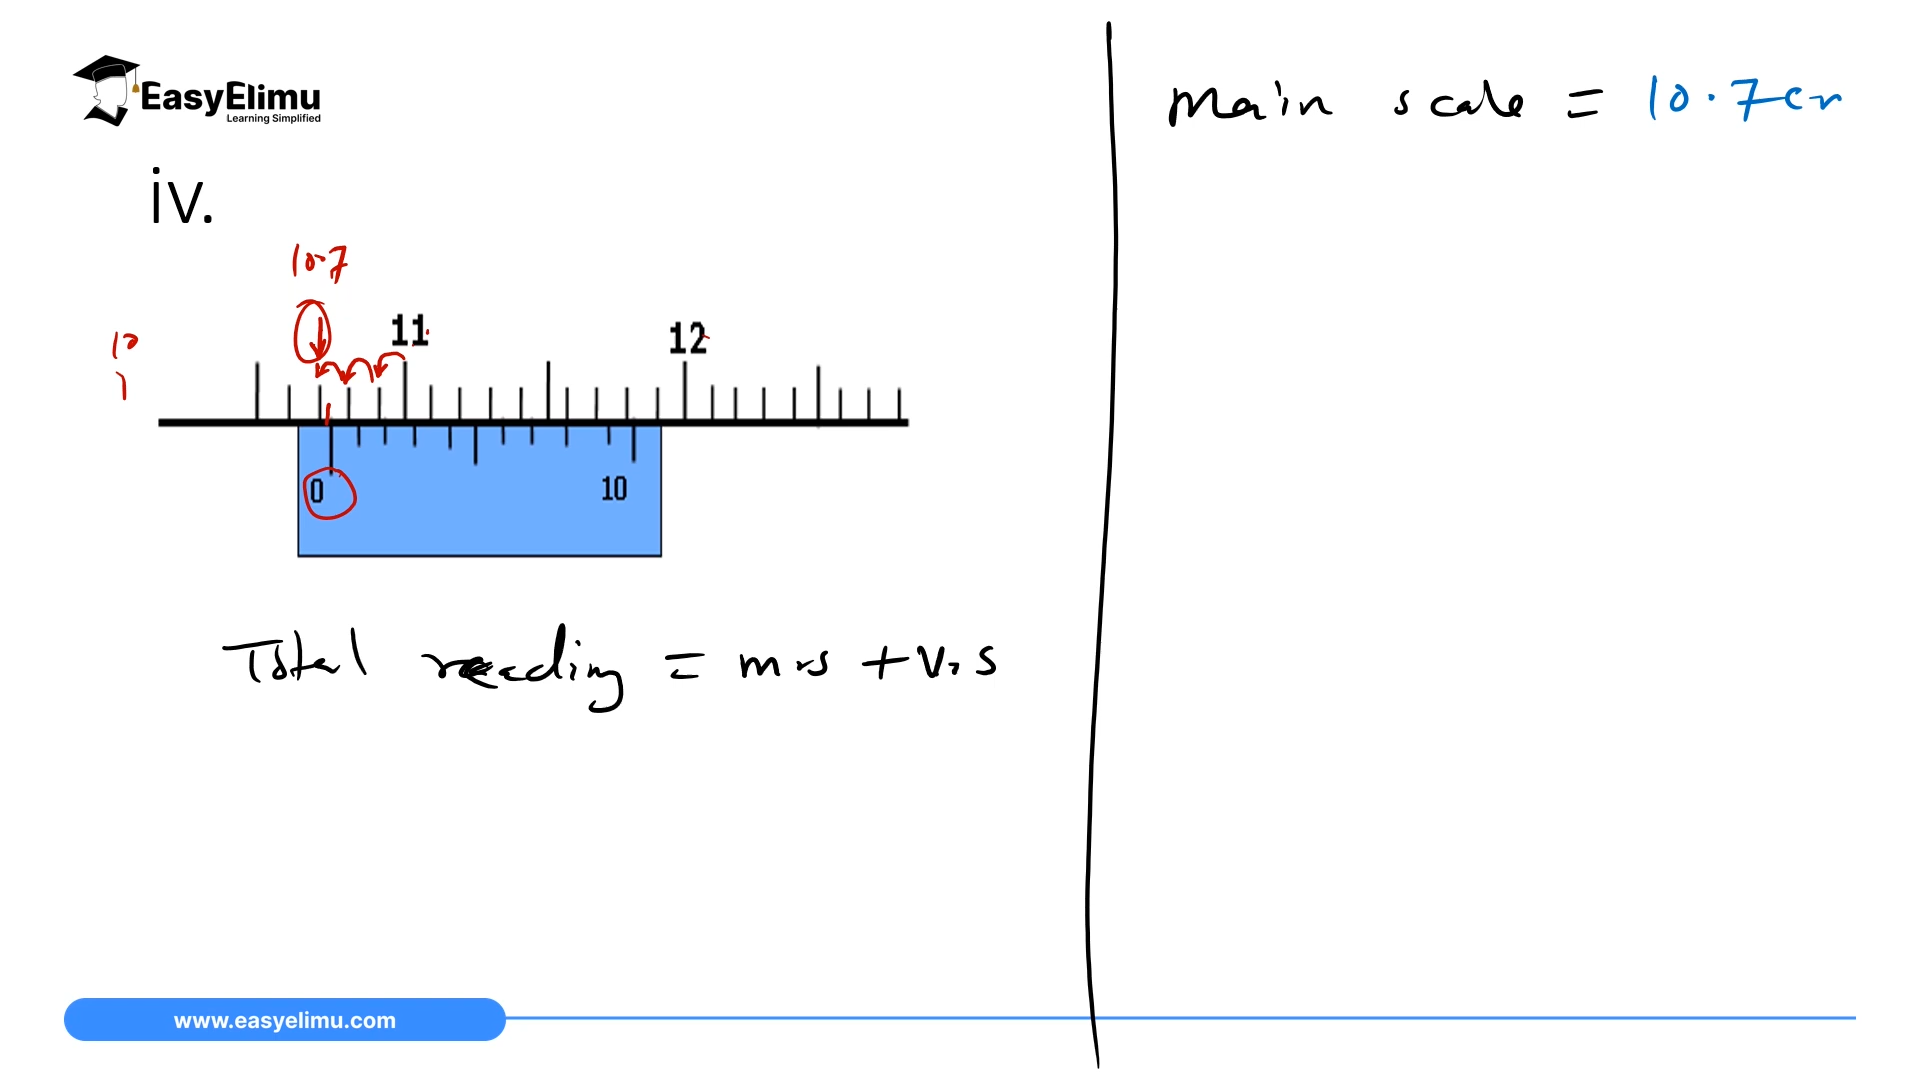 EasyElimu
Learning Simplified
main scale = 10.7cm
iv.
10.7
10
11
12
0
10
Total reading = m.s + v.s
www.easyelimu.com